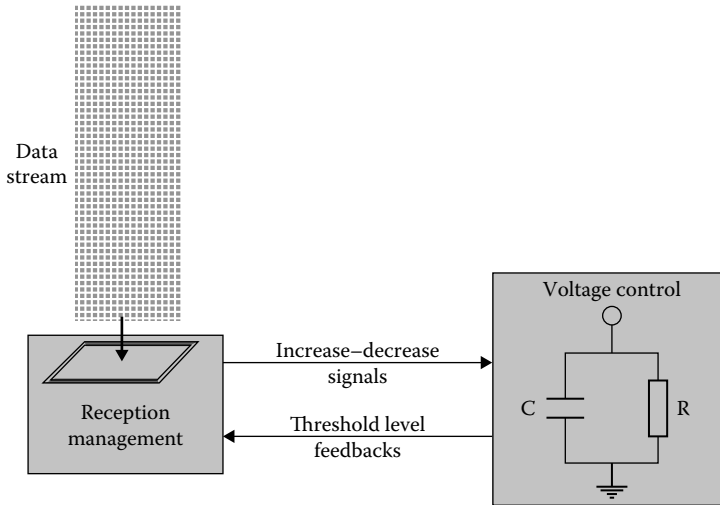 Data
stream
Voltage control
Increase–decrease
signals
C
R
Reception
management
Threshold level
feedbacks